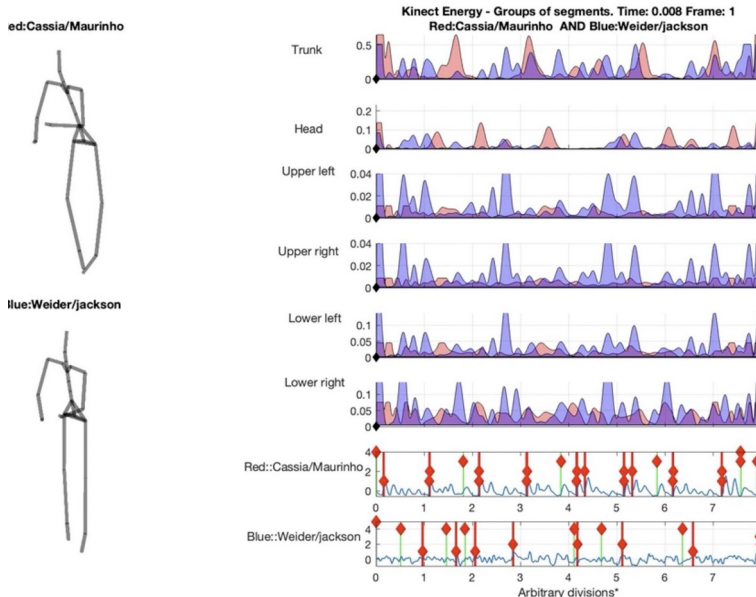 Kinect Energy - Groups of segments. Time: 0.008 Frame: 1
Red:Cassia/Maurinho AND Blue:Weider/jackson
ed:Cassia/Maurinho
Trunk
0.5
0
Head
0.2
0.1
0
Upper left
0.04
0.02
0
Upper right
0.04
0.02
0
lue:Weider/jackson
Lower left
0.1
0.05
0
Lower right
0.1
0.05
0
Red::Cassia/Maurinho
4
2
0
0 1 2 3 4 5 6 7
Blue::Weider/jackson
4
2
0
0 1 2 3 4 5 6 7
Arbitrary divisions*